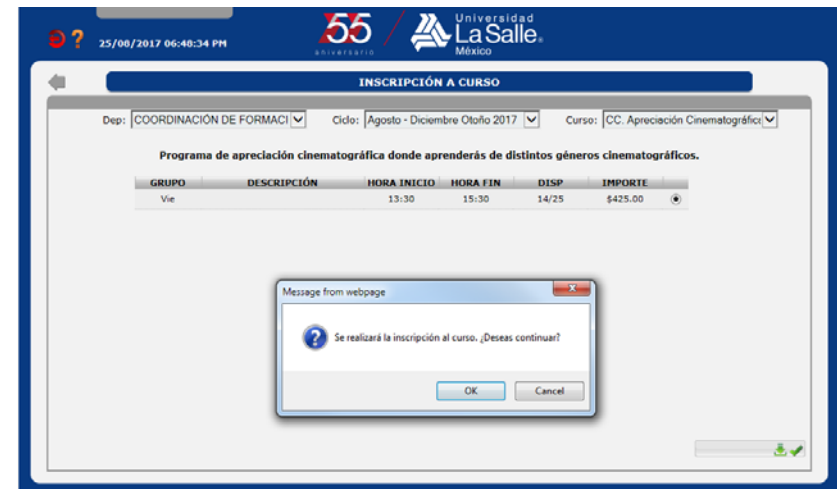 25/08/2017 06:48:34 PM
55
aniversario
Universidad
La Salle®
México
INSCRIPCIÓN A CURSO
Dep: COORDINACIÓN DE FORMACI Ciclo: Agosto - Diciembre Otoño 2017 Curso: CC. Apreciación Cinematográfic
Programa de apreciación cinematográfica donde aprenderás de distintos géneros cinematográficos.
GRUPO DESCRIPCIÓN HORA INICIO HORA FIN DISP IMPORTE
Vie 13:30 15:30 14/25 $425.00
Message from webpage
Se realizará la inscripción al curso. ¿Deseas continuar?
OK Cancel